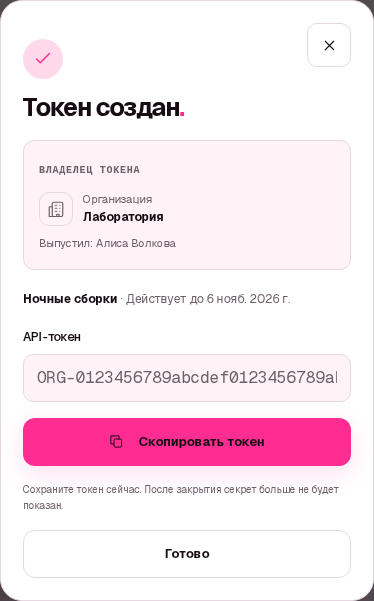 Токен создан.
ВЛАДЕЛЕЦ ТОКЕНА
Организация
Лаборатория
Выпустил: Алиса Волкова
Ночные сборки · Действует до 6 нояб. 2026 г.
API-токен
ORG-0123456789abcdef0123456789a
Скопировать токен
Сохраните токен сейчас. После закрытия секрет больше не будет
показан.
Готово